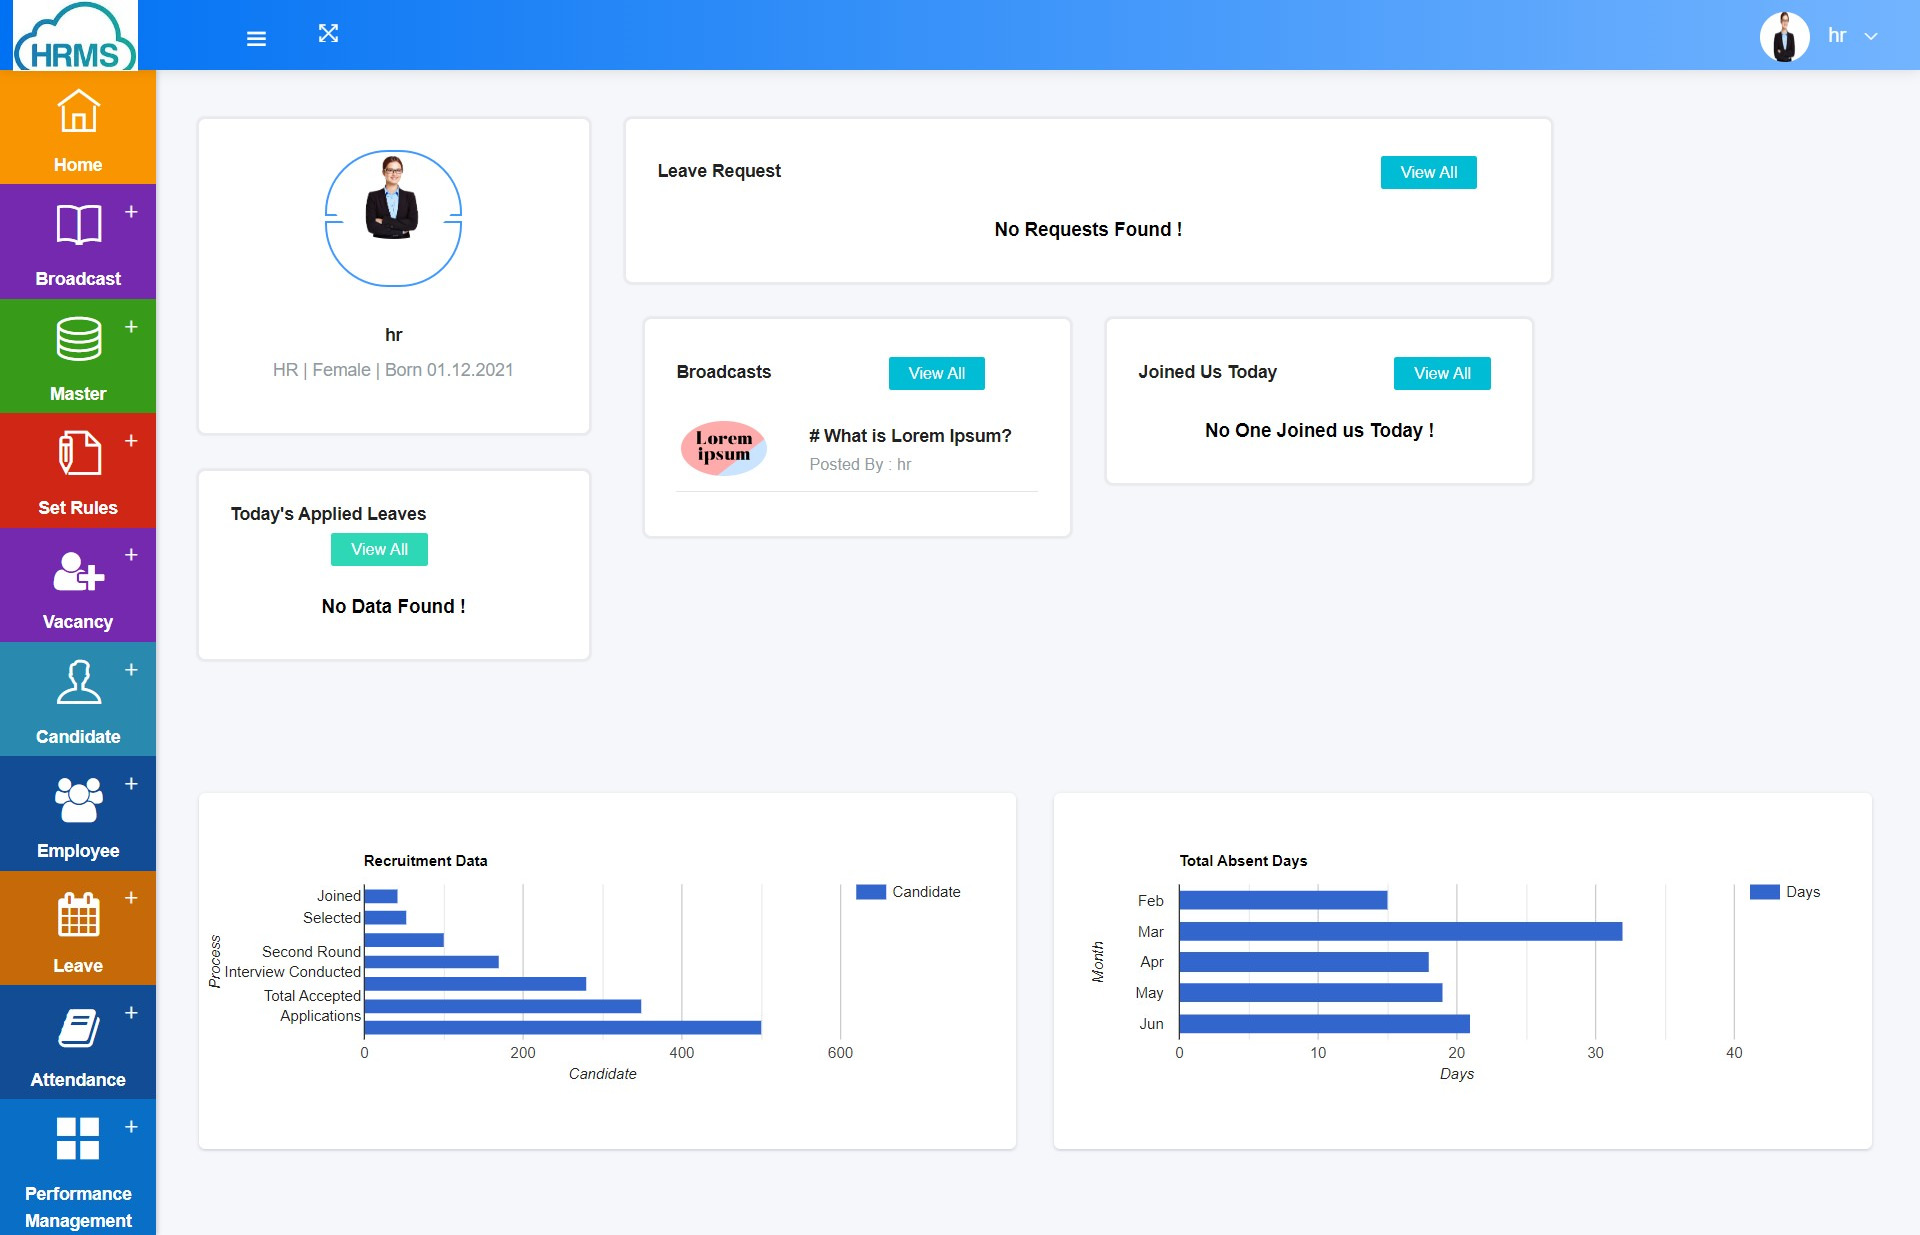 HRMS
hr
Home
Broadcast
Master
Set Rules
Vacancy
Candidate
Employee
Leave
Attendance
Performance
Management
hr
HR | Female | Born 01.12.2021
Today's Applied Leaves
View All
No Data Found !
Leave Request
View All
No Requests Found !
Broadcasts
View All
Lorem
ipsum
# What is Lorem Ipsum?
Posted By : hr
Joined Us Today
View All
No One Joined us Today !
Recruitment Data
Candidate
Process
Joined
Selected
Second Round
Interview Conducted
Total Accepted
Applications
0 200 400 600
Candidate
Total Absent Days
Days
Month
Feb
Mar
Apr
May
Jun
0 10 20 30 40
Days